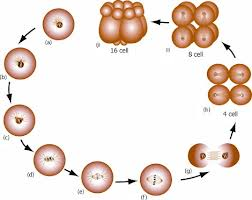 (a)
(b)
(c)
(d)
(e)
(f)
(g)
(h)
4 cell
(i)
8 cell
(j)
16 cell